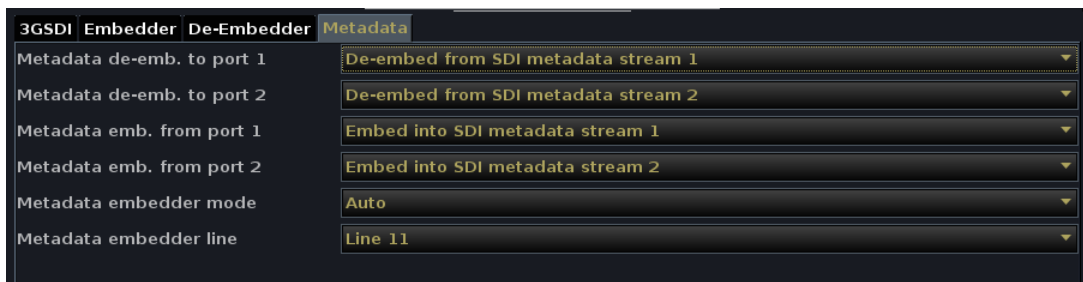 3GSDI Embedder De-Embedder Metadata
Metadata de-emb. to port 1 De-embed from SDI metadata stream 1
Metadata de-emb. to port 2 De-embed from SDI metadata stream 2
Metadata emb. from port 1 Embed into SDI metadata stream 1
Metadata emb. from port 2 Embed into SDI metadata stream 2
Metadata embedder mode Auto
Metadata embedder line Line 11